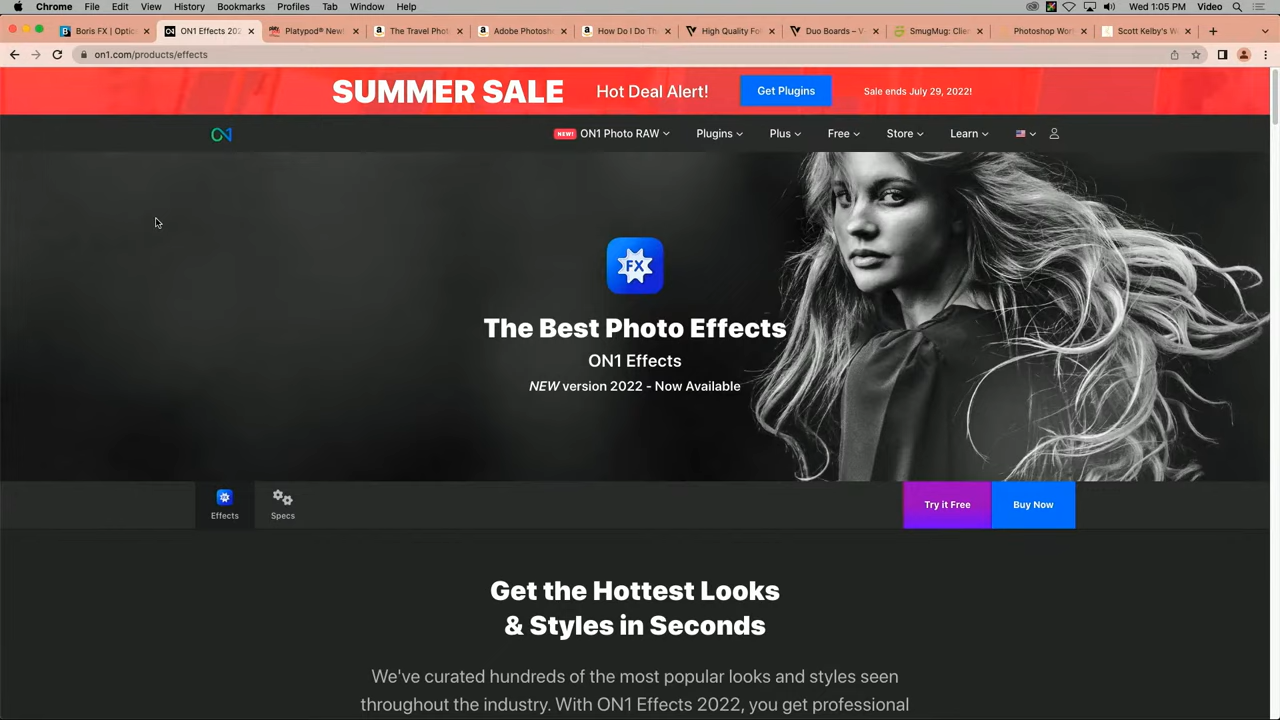 Chrome File Edit View History Bookmarks Profiles Tab Window Help
Wed 1:05 PM Video
Boris FX | Optic
ON1 Effects 202
Platypod® New!
The Travel Phot
Adobe Photosh
How Do I Do Th
High Quality Fol
Duo Boards – V
SmugMug: Clie
Photoshop Wor
Scott Kelby's W
on1.com/products/effects
SUMMER SALE Hot Deal Alert! Get Plugins Sale ends July 29, 2022!
NEW! ON1 Photo RAW Plugins Plus Free Store Learn
FX
The Best Photo Effects
ON1 Effects
NEW version 2022 - Now Available
Effects Specs Try it Free Buy Now
Get the Hottest Looks
& Styles in Seconds
We've curated hundreds of the most popular looks and styles seen
throughout the industry. With ON1 Effects 2022, you get professional